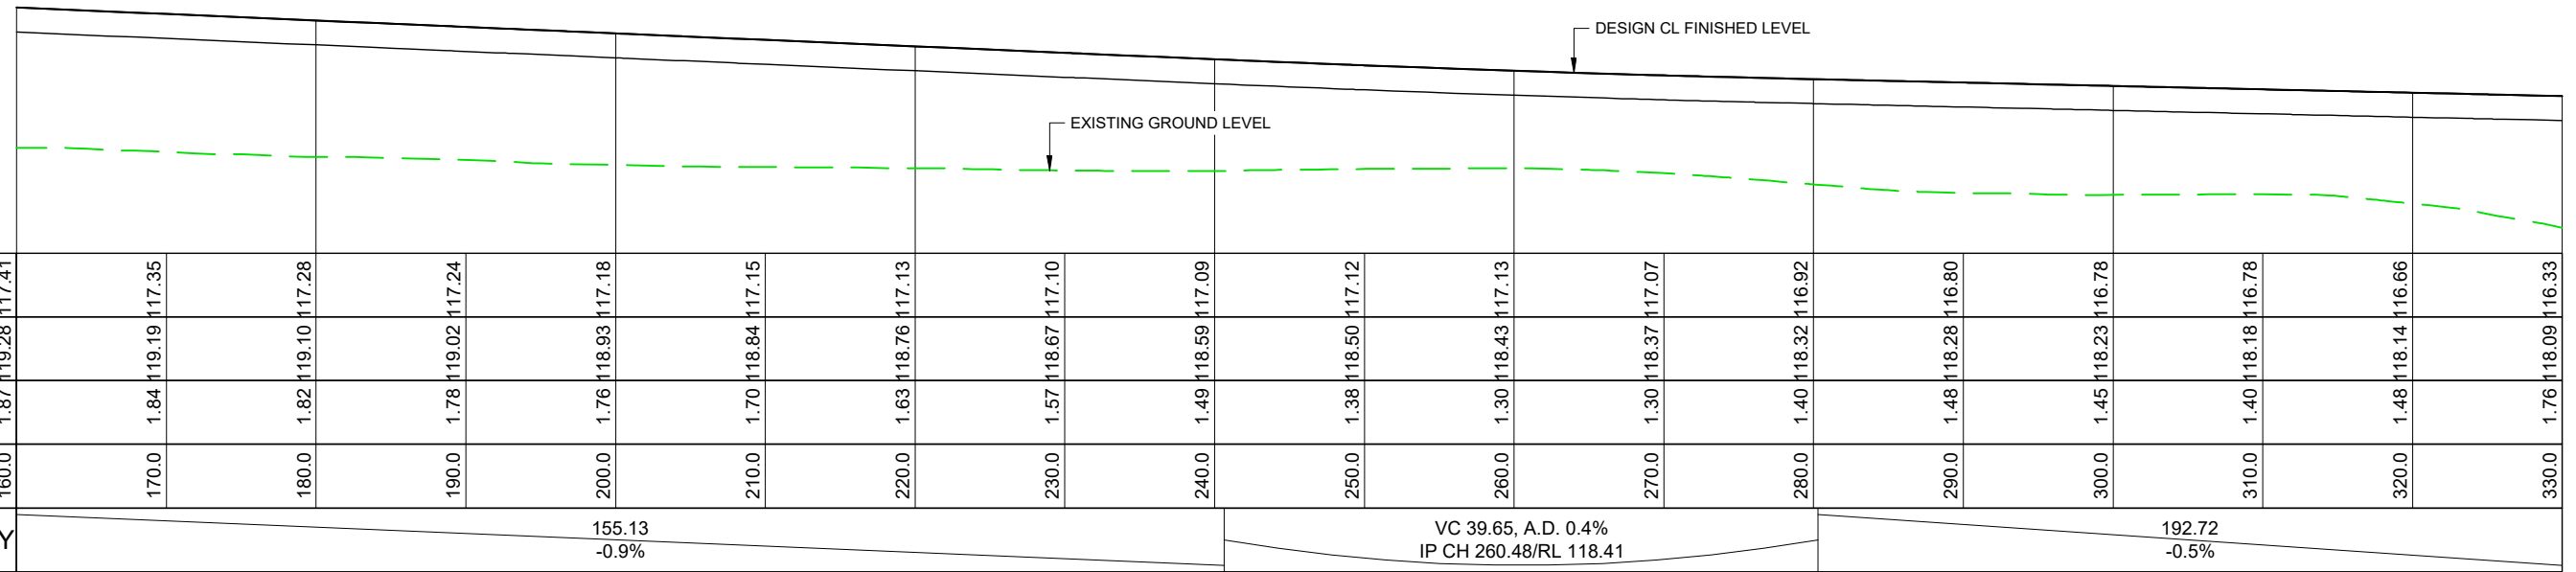 DESIGN CL FINISHED LEVEL
EXISTING GROUND LEVEL
117.41 117.35 117.28 117.24 117.18 117.15 117.13 117.10 117.09 117.12 117.13 117.07 116.92 116.80 116.78 116.78 116.66 116.33
119.28 119.19 119.10 119.02 118.93 118.84 118.76 118.67 118.59 118.50 118.43 118.37 118.32 118.28 118.23 118.18 118.14 118.09
1.87 1.84 1.82 1.78 1.76 1.70 1.63 1.57 1.49 1.38 1.30 1.30 1.40 1.48 1.45 1.40 1.48 1.76
160.0 170.0 180.0 190.0 200.0 210.0 220.0 230.0 240.0 250.0 260.0 270.0 280.0 290.0 300.0 310.0 320.0 330.0
Y
155.13
-0.9%
VC 39.65, A.D. 0.4%
IP CH 260.48/RL 118.41
192.72
-0.5%